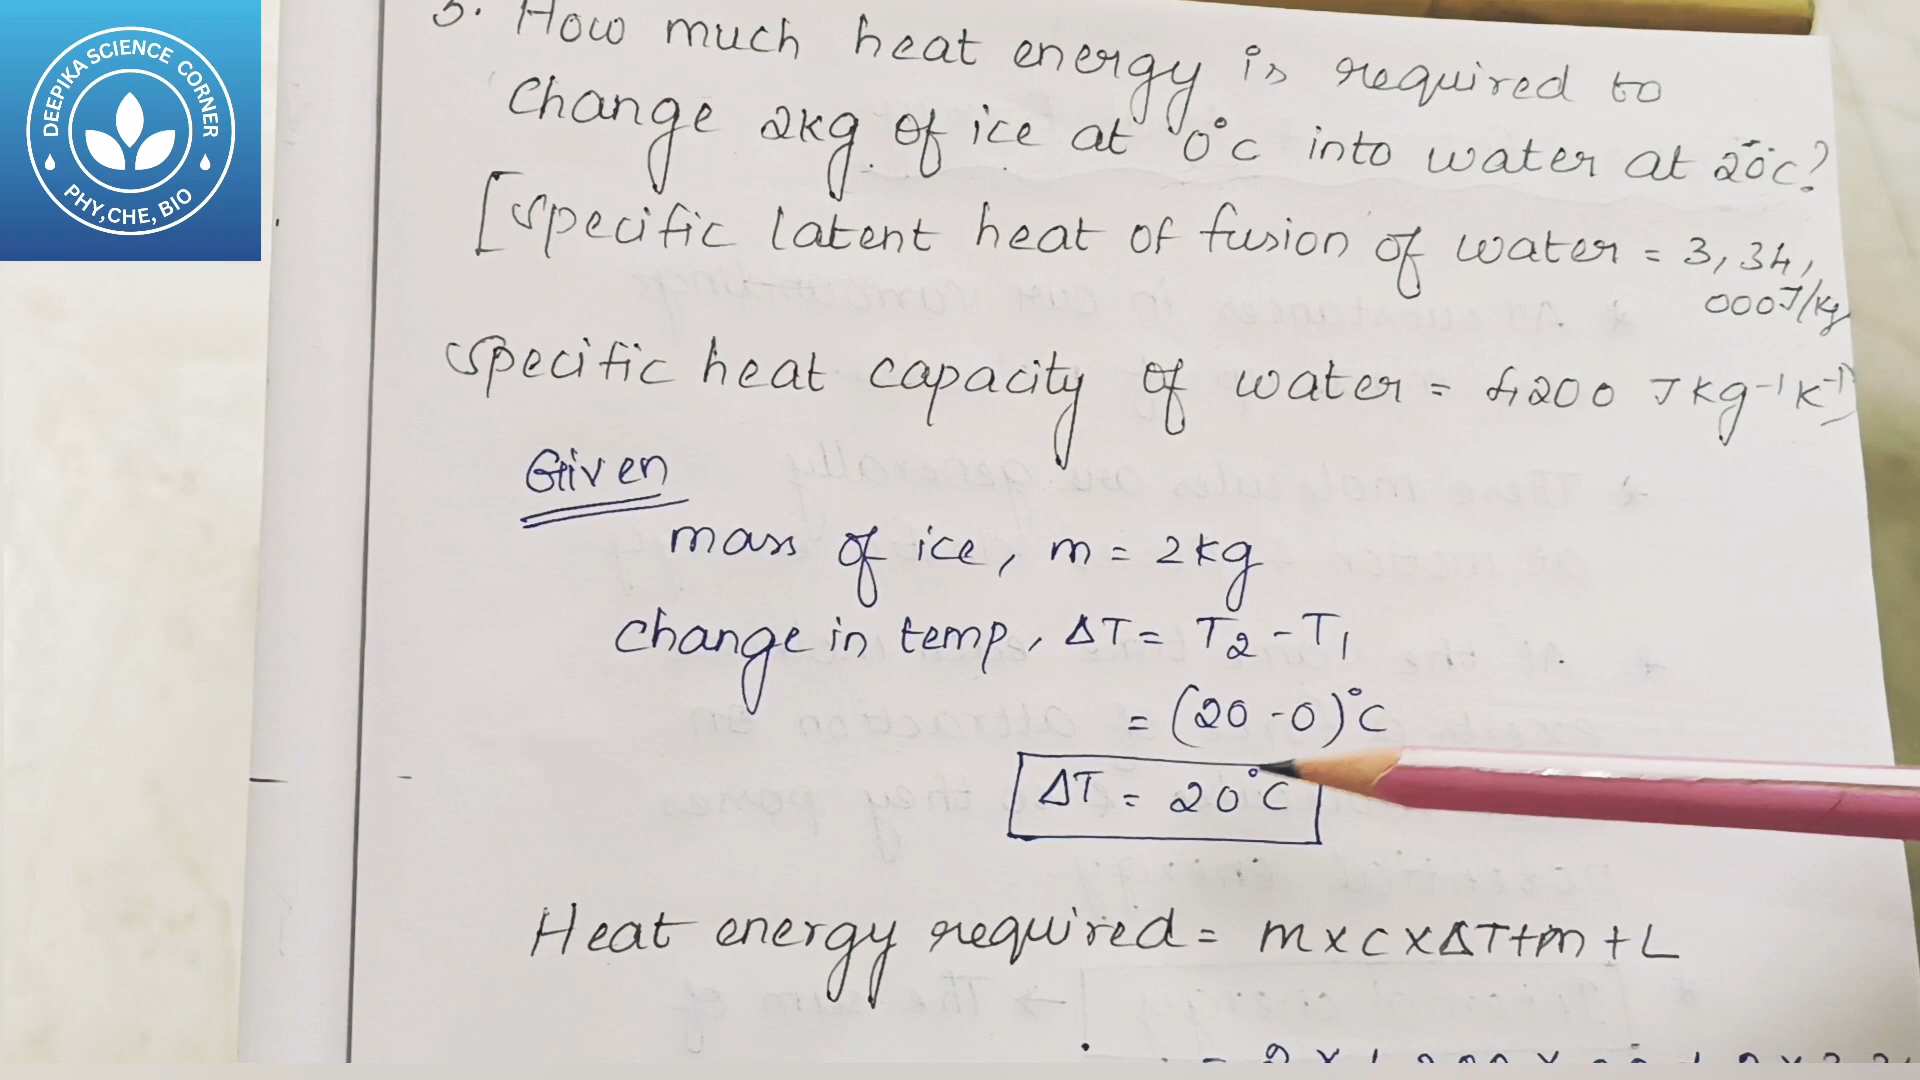 DEEPIKA SCIENCE CORNER
PHY,CHE, BIO
3. How much heat energy is required to
change 2kg of ice at 0°c into water at 20°c?
[specific latent heat of fusion of water = 3,34,
000J/kg
specific heat capacity of water = 4200 JKg⁻¹K⁻¹)
Given
mass of ice, m = 2kg
change in temp, ΔT = T2 - T1
= (20 - 0)°C
ΔT = 20°C
Heat energy required = m x c x ΔT + m + L